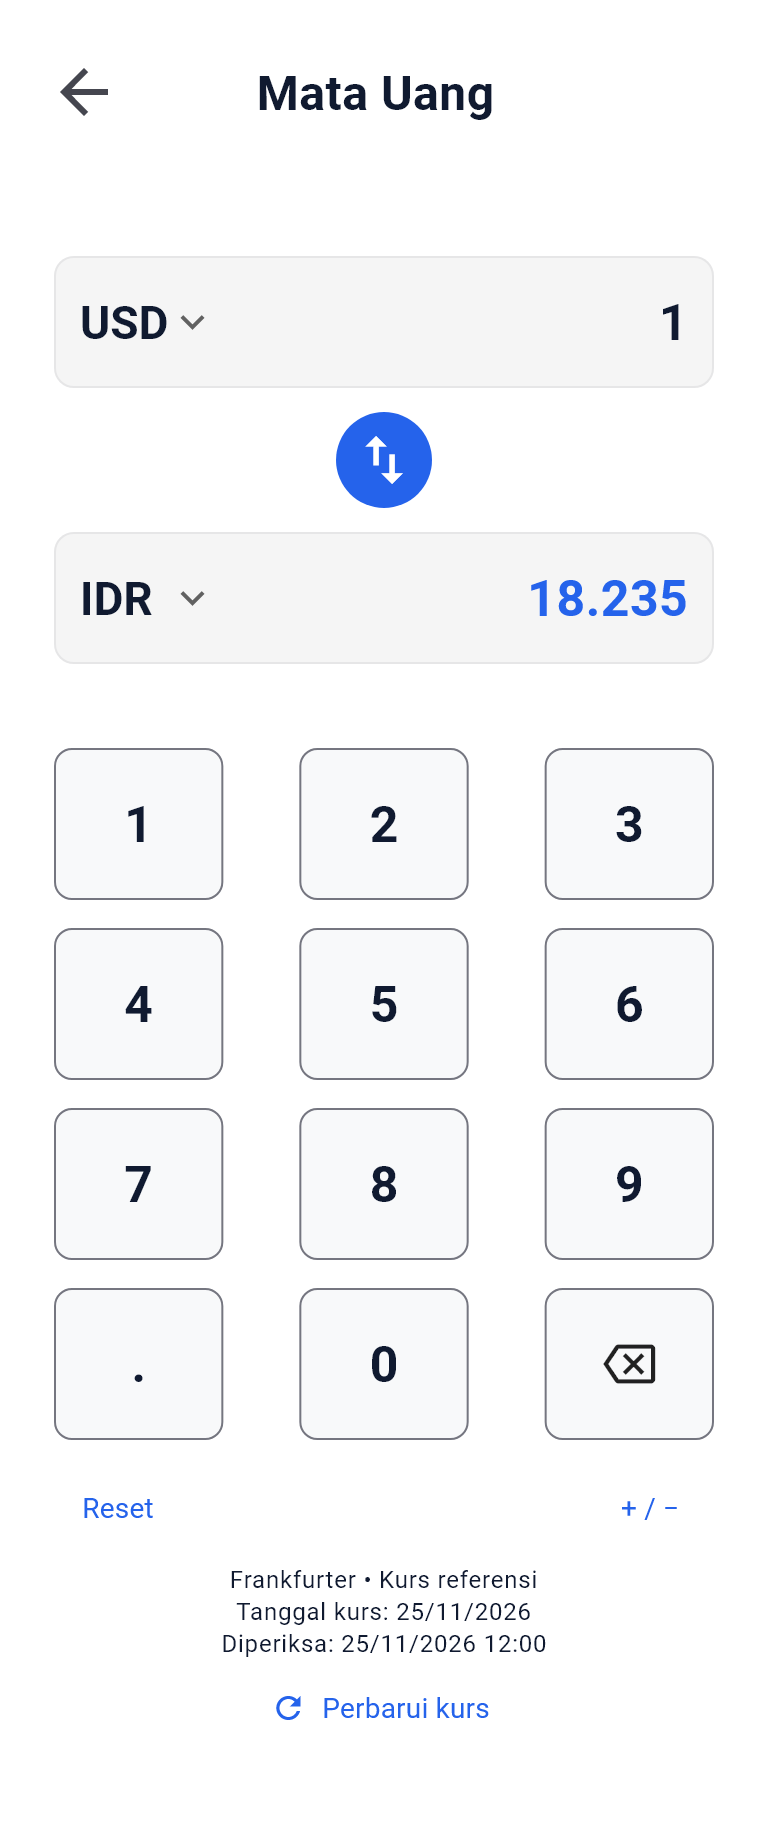 Mata Uang
USD 1
IDR 18.235
1 2 3
4 5 6
7 8 9
. 0
Reset + / −
Frankfurter • Kurs referensi
Tanggal kurs: 25/11/2026
Diperiksa: 25/11/2026 12:00
Perbarui kurs